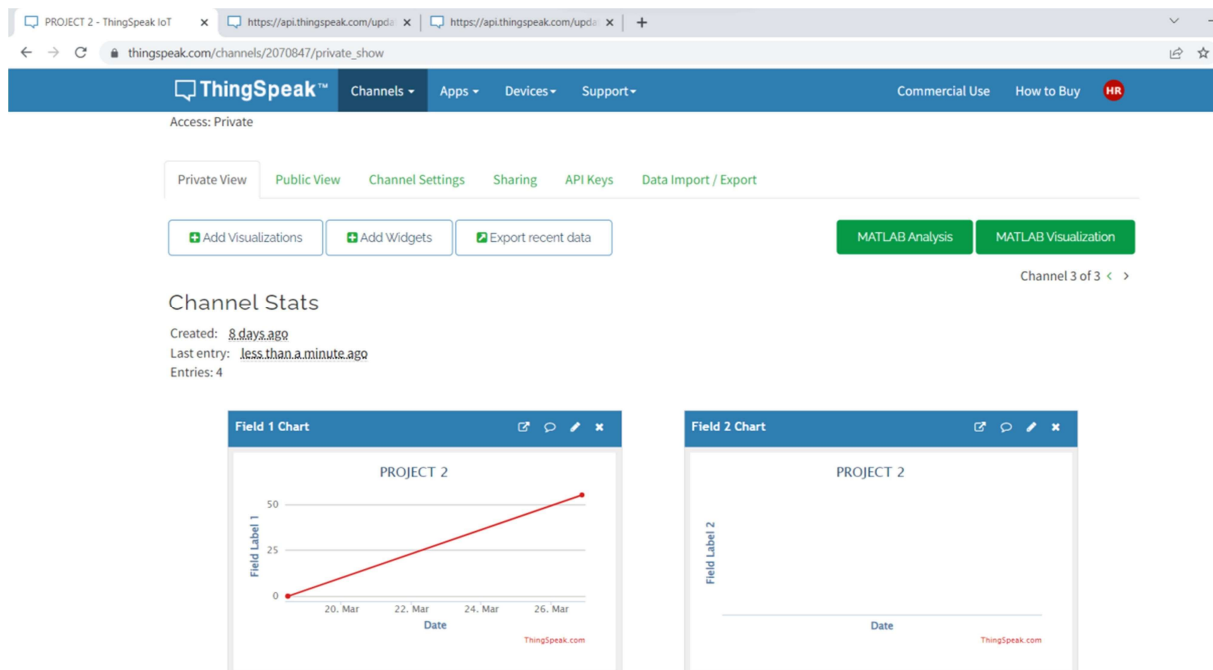 PROJECT 2 - ThingSpeak IoT
https://api.thingspeak.com/upda
https://api.thingspeak.com/upda
thingspeak.com/channels/2070847/private_show
ThingSpeak™ Channels Apps Devices Support Commercial Use How to Buy HR
Access: Private
Private View Public View Channel Settings Sharing API Keys Data Import / Export
Add Visualizations Add Widgets Export recent data MATLAB Analysis MATLAB Visualization
Channel 3 of 3 < >
Channel Stats
Created: 8 days ago
Last entry: less than a minute ago
Entries: 4
Field 1 Chart
PROJECT 2
Field Label 1
50
25
0
20. Mar 22. Mar 24. Mar 26. Mar
Date
ThingSpeak.com
Field 2 Chart
PROJECT 2
Field Label 2
Date
ThingSpeak.com